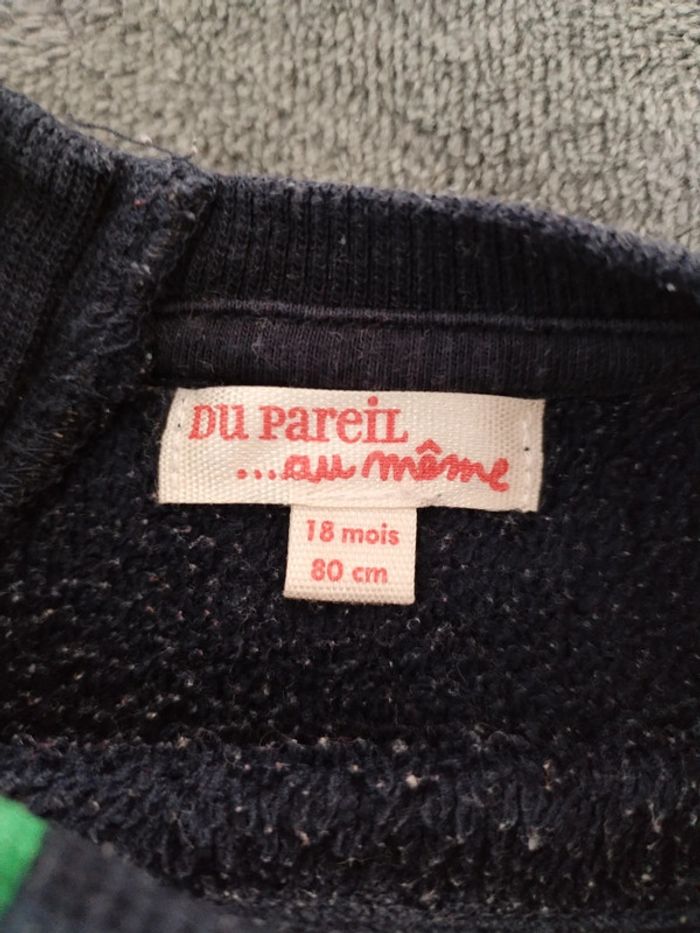 DU PAREIL
...au même
18 mois
80 cm